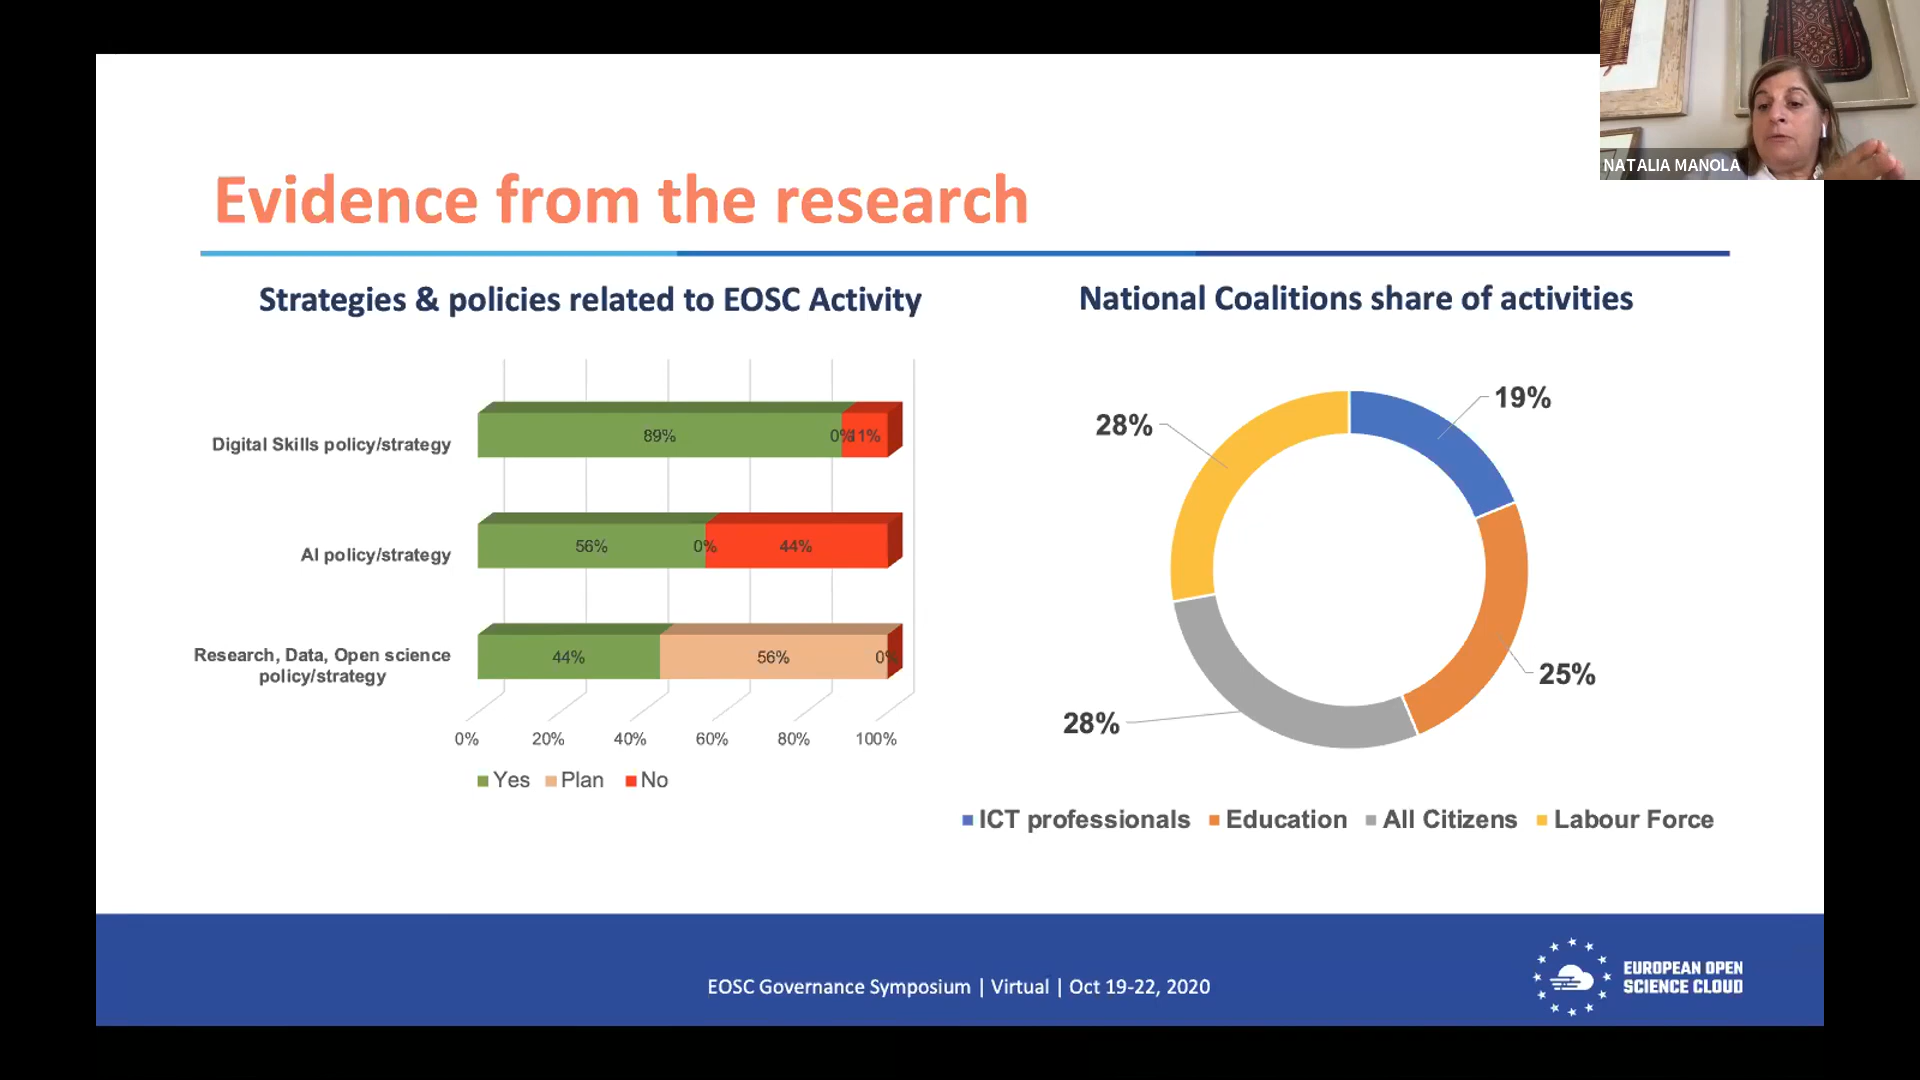 NATALIA MANOLA
Evidence from the research
Strategies & policies related to EOSC Activity
Digital Skills policy/strategy
89%
0%
11%
AI policy/strategy
56%
0%
44%
Research, Data, Open science
policy/strategy
44%
56%
0%
0%
20%
40%
60%
80%
100%
Yes
Plan
No
National Coalitions share of activities
19%
28%
25%
28%
ICT professionals
Education
All Citizens
Labour Force
EOSC Governance Symposium | Virtual | Oct 19-22, 2020
EUROPEAN OPEN
SCIENCE CLOUD